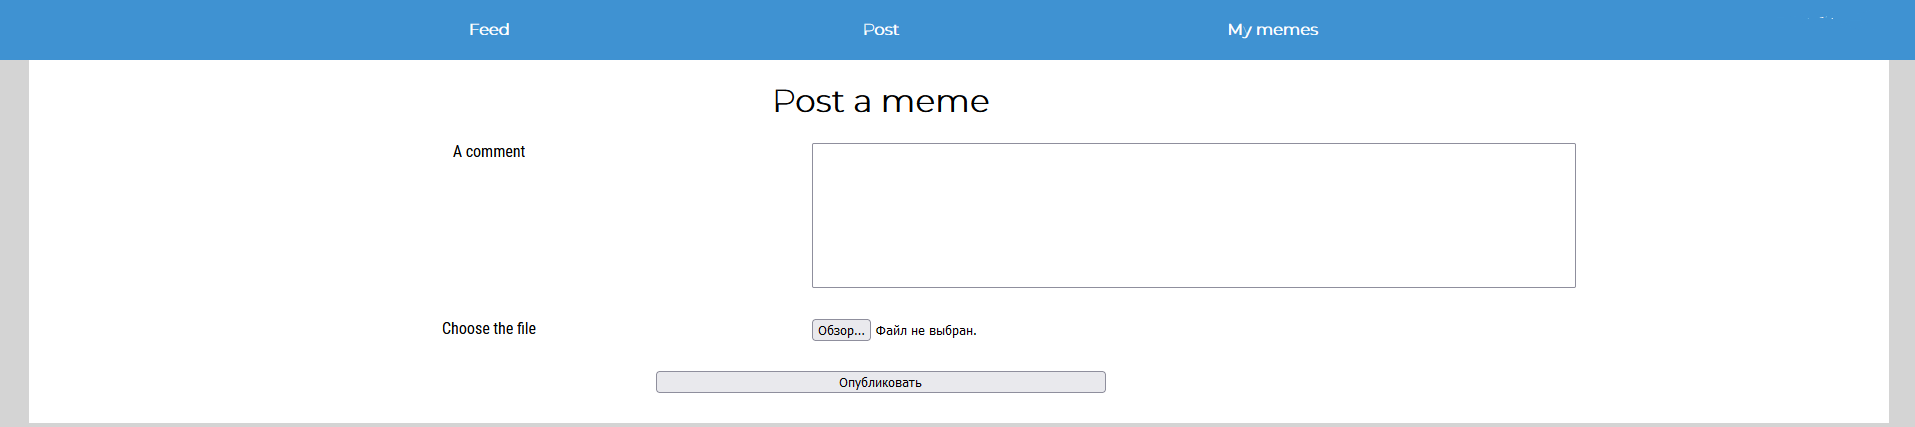 Feed Post My memes
Post a meme
A comment
Choose the file Обзор... Файл не выбран.
Опубликовать